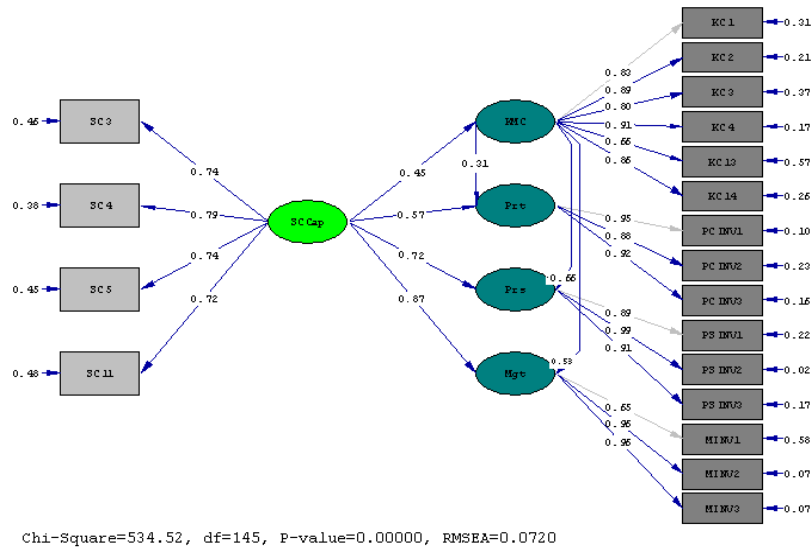 KC1
0.31
KC2
0.21
0.83
0.89
KC3
0.37
0.80
0.46
SC3
KMC
0.91
KC4
0.17
0.66
0.31
0.86
KC13
0.57
0.74
0.45
KC14
0.26
0.38
SC4
0.79
SCCap
0.57
Prt
0.95
PCINV1
0.10
0.88
0.92
PCINV2
0.23
0.74
0.72
0.66
0.45
SC5
Prs
PCINV3
0.16
0.72
0.87
0.89
PSINV1
0.22
0.99
0.91
0.53
PSINV2
0.02
0.48
SC11
Mgt
PSINV3
0.17
0.65
0.96
MINV1
0.58
0.96
MINV2
0.07
MINV3
0.07
Chi-Square=534.52, df=145, P-value=0.00000, RMSEA=0.0720